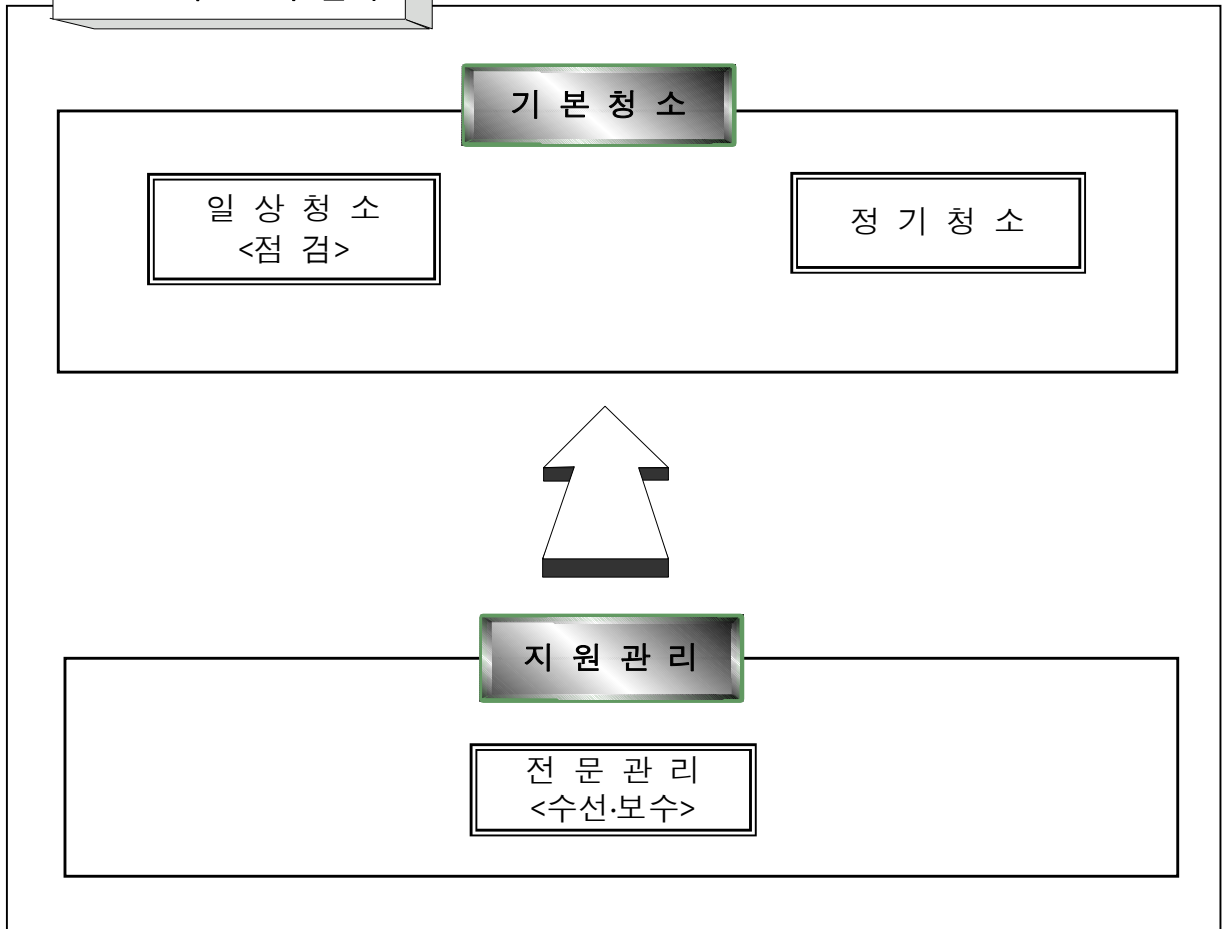 기 본 청 소
일 상 청 소
<점 검>
정 기 청 소
지 원 관 리
전 문 관 리
<수선·보수>